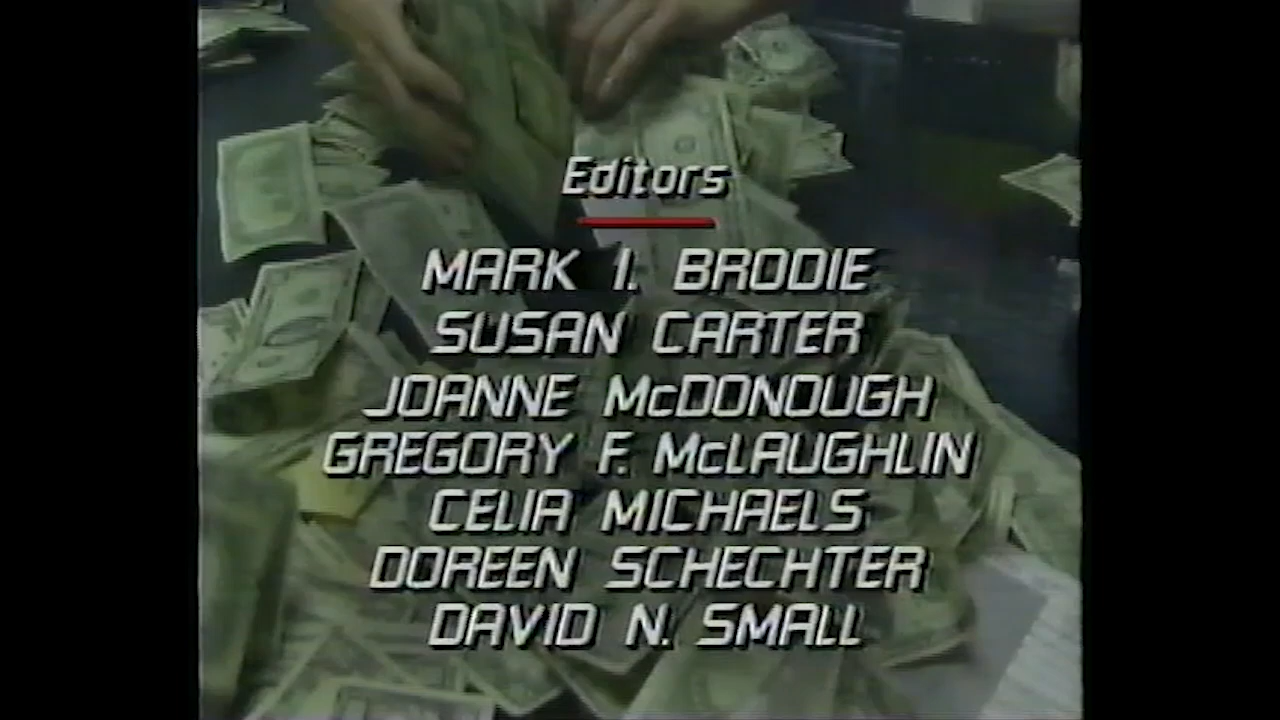 Editors
MARK I. BRODIE
SUSAN CARTER
JOANNE McDONOUGH
GREGORY F. McLAUGHLIN
CELIA MICHAELS
DOREEN SCHECHTER
DAVID N. SMALL